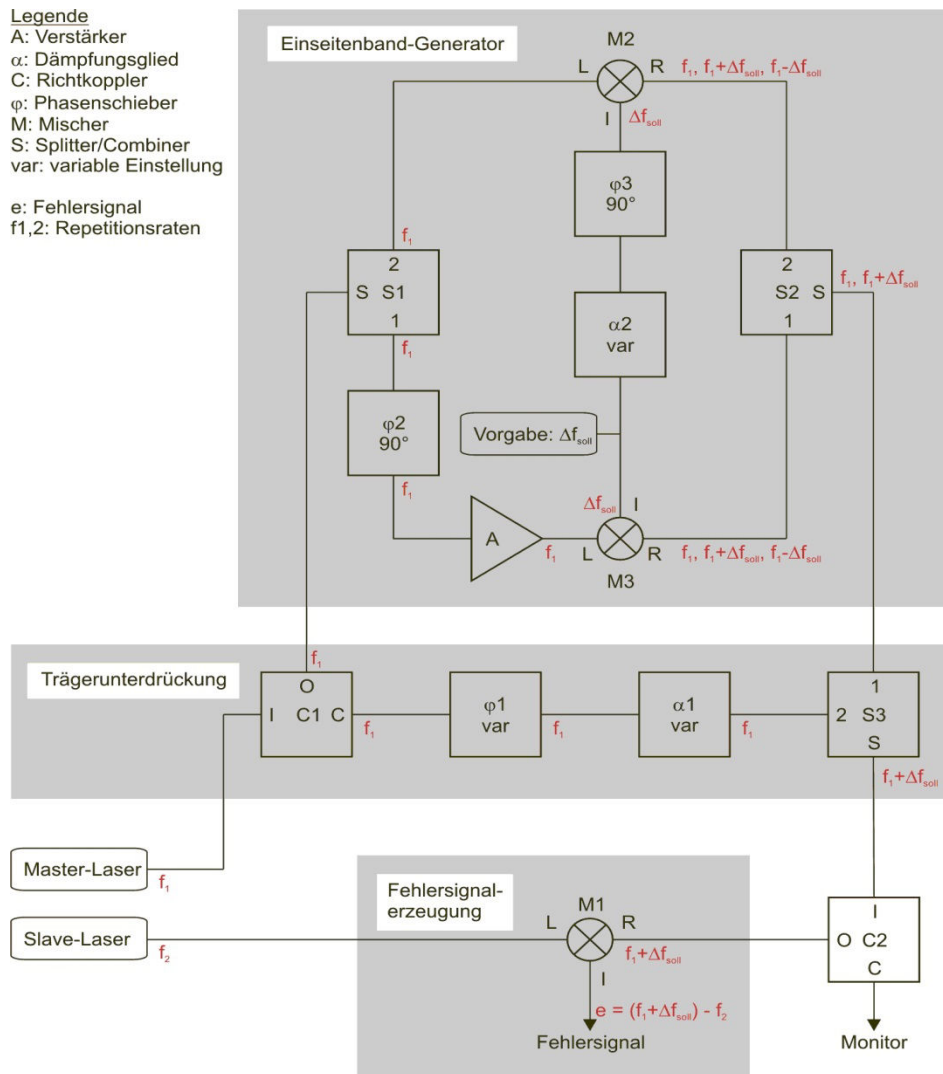 Legende
A: Verstärker
α: Dämpfungsglied
C: Richtkoppler
φ: Phasenschieber
M: Mischer
S: Splitter/Combiner
var: variable Einstellung
e: Fehlersignal
f1,2: Repetitionsraten
Einseitenband-Generator
M2
L
R
f₁, f₁+Δfsoll, f₁-Δfsoll
I
Δfsoll
φ3
90°
f₁
2
S S1
1
f₁
α2
var
2
S2 S
1
f₁, f₁+Δfsoll
φ2
90°
f₁
Vorgabe: Δfsoll
Δfsoll
I
A
f₁
L
R
f₁, f₁+Δfsoll, f₁-Δfsoll
M3
Trägerunterdrückung
f₁
O
I C1 C
f₁
φ1
var
f₁
α1
var
f₁
1
2 S3
S
f₁+Δfsoll
Master-Laser
f₁
Slave-Laser
f₂
Fehlersignal-
erzeugung
M1
L
R
f₁+Δfsoll
I
e = (f₁+Δfsoll) - f₂
Fehlersignal
I
O C2
C
Monitor